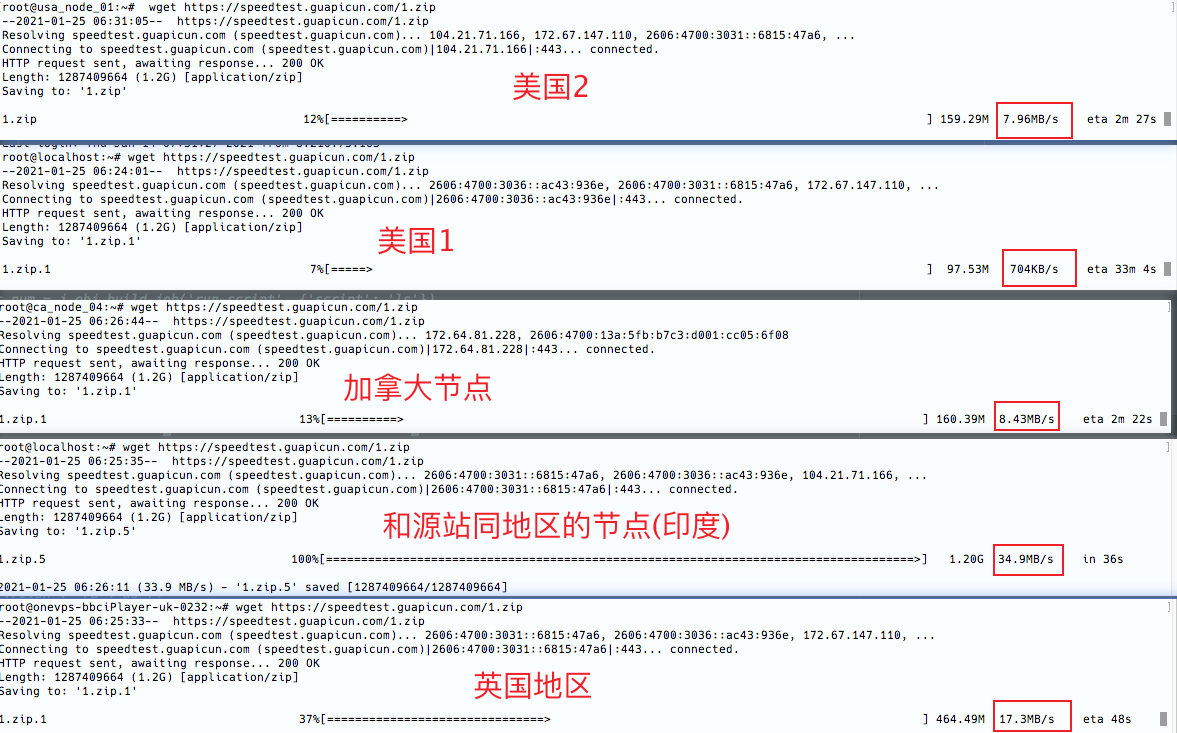 root@usa_node_01:~#  wget https://speedtest.guapicun.com/1.zip
--2021-01-25 06:31:05--  https://speedtest.guapicun.com/1.zip
Resolving speedtest.guapicun.com (speedtest.guapicun.com)... 104.21.71.166, 172.67.147.110, 2606:4700:3031::6815:47a6, ...
Connecting to speedtest.guapicun.com (speedtest.guapicun.com)|104.21.71.166|:443... connected.
HTTP request sent, awaiting response... 200 OK
Length: 1287409664 (1.2G) [application/zip]
Saving to: '1.zip'
美国2
1.zip 12%[==========> ] 159.29M 7.96MB/s eta 2m 27s
root@localhost:~# wget https://speedtest.guapicun.com/1.zip
--2021-01-25 06:24:01--  https://speedtest.guapicun.com/1.zip
Resolving speedtest.guapicun.com (speedtest.guapicun.com)... 2606:4700:3036::ac43:936e, 2606:4700:3031::6815:47a6, 172.67.147.110, ...
Connecting to speedtest.guapicun.com (speedtest.guapicun.com)|2606:4700:3036::ac43:936e|:443... connected.
HTTP request sent, awaiting response... 200 OK
Length: 1287409664 (1.2G) [application/zip]
Saving to: '1.zip.1'
美国1
1.zip.1 7%[=====> ] 97.53M 704KB/s eta 33m 4s
root@ca_node_04:~# wget https://speedtest.guapicun.com/1.zip
--2021-01-25 06:26:44--  https://speedtest.guapicun.com/1.zip
Resolving speedtest.guapicun.com (speedtest.guapicun.com)... 172.64.81.228, 2606:4700:13a:5fb:b7c3:d001:cc05:6f08
Connecting to speedtest.guapicun.com (speedtest.guapicun.com)|172.64.81.228|:443... connected.
HTTP request sent, awaiting response... 200 OK
Length: 1287409664 (1.2G) [application/zip]
Saving to: '1.zip.1'
加拿大节点
1.zip.1 13%[==========> ] 160.39M 8.43MB/s eta 2m 22s
root@localhost:~# wget https://speedtest.guapicun.com/1.zip
--2021-01-25 06:25:35--  https://speedtest.guapicun.com/1.zip
Resolving speedtest.guapicun.com (speedtest.guapicun.com)... 2606:4700:3031::6815:47a6, 2606:4700:3036::ac43:936e, 104.21.71.166, ...
Connecting to speedtest.guapicun.com (speedtest.guapicun.com)|2606:4700:3031::6815:47a6|:443... connected.
HTTP request sent, awaiting response... 200 OK
Length: 1287409664 (1.2G) [application/zip]
Saving to: '1.zip.5'
和源站同地区的节点(印度)
1.zip.5 100%[====================================================================================>] 1.20G 34.9MB/s in 36s
2021-01-25 06:26:11 (33.9 MB/s) - '1.zip.5' saved [1287409664/1287409664]
root@onevps-bbciPlayer-uk-0232:~# wget https://speedtest.guapicun.com/1.zip
--2021-01-25 06:25:33--  https://speedtest.guapicun.com/1.zip
Resolving speedtest.guapicun.com (speedtest.guapicun.com)... 2606:4700:3031::6815:47a6, 2606:4700:3036::ac43:936e, 172.67.147.110, ...
Connecting to speedtest.guapicun.com (speedtest.guapicun.com)|2606:4700:3031::6815:47a6|:443... connected.
HTTP request sent, awaiting response... 200 OK
Length: 1287409664 (1.2G) [application/zip]
Saving to: '1.zip.1'
英国地区
1.zip.1 37%[===============================> ] 464.49M 17.3MB/s eta 48s